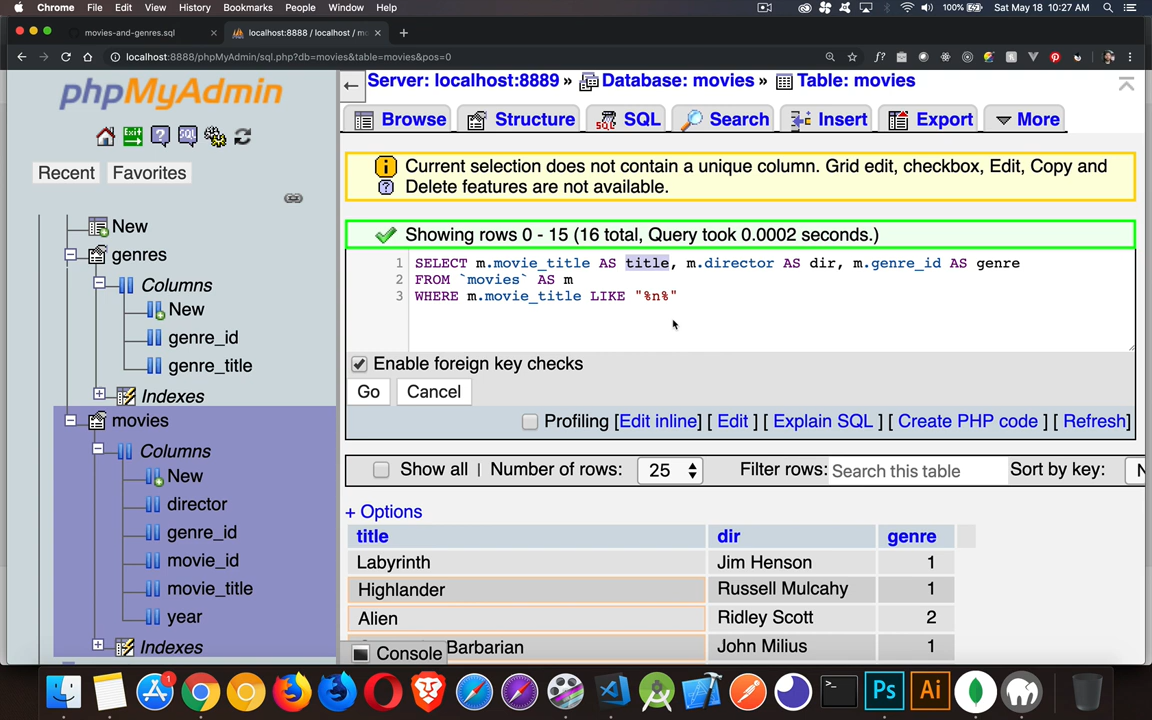 Chrome File Edit View History Bookmarks People Window Help 100% Sat May 18 10:27 AM
movies-and-genres.sql × localhost:8888 / localhost / m × +
localhost:8888/phpMyAdmin/sql.php?db=movies&table=movies&pos=0
phpMyAdmin
Recent Favorites
New
genres
Columns
New
genre_id
genre_title
Indexes
movies
Columns
New
director
genre_id
movie_id
movie_title
year
Indexes
Server: localhost:8889 » Database: movies » Table: movies
Browse Structure SQL Search Insert Export More
Current selection does not contain a unique column. Grid edit, checkbox, Edit, Copy and
Delete features are not available.
Showing rows 0 - 15 (16 total, Query took 0.0002 seconds.)
1 SELECT m.movie_title AS title, m.director AS dir, m.genre_id AS genre
2 FROM `movies` AS m
3 WHERE m.movie_title LIKE "%n%"
Enable foreign key checks
Go Cancel
Profiling [Edit inline] [ Edit ] [ Explain SQL ] [ Create PHP code ] [ Refresh]
Show all | Number of rows: 25 Filter rows: Search this table Sort by key: N
+ Options
title dir genre
Labyrinth Jim Henson 1
Highlander Russell Mulcahy 1
Alien Ridley Scott 2
Barbarian John Milius 1
Console